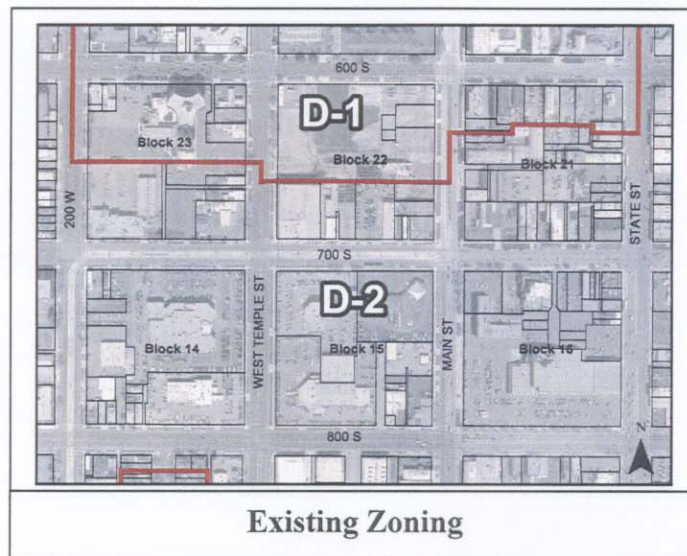 600 S
D-1
Block 23
Block 22
Block 21
200 W
STATE ST
700 S
D-2
WEST TEMPLE ST
MAIN ST
Block 14
Block 15
Block 16
800 S
Z
Existing Zoning